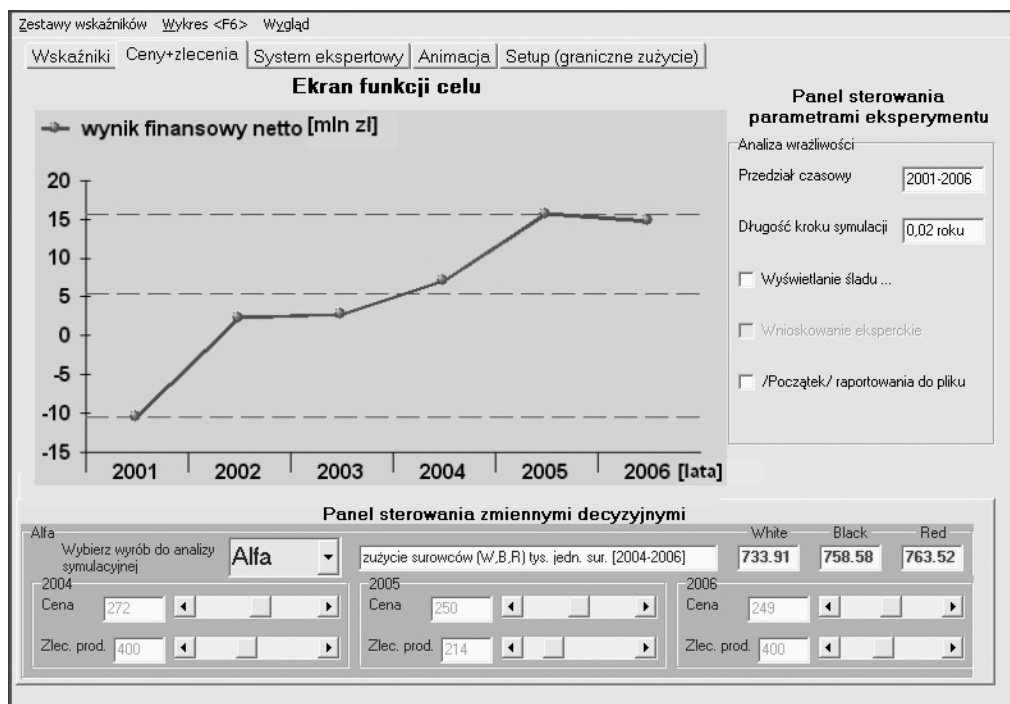 Zestawy wskaźników Wykres <F6> Wygląd
Wskaźniki Ceny+zlecenia System ekspertowy Animacja Setup (graniczne zużycie)
Ekran funkcji celu
wynik finansowy netto [mln zl]
20
15
10
5
0
-5
-10
-15
2001 2002 2003 2004 2005 2006 [lata]
Panel sterowania
parametrami eksperymentu
Analiza wrażliwości
Przedział czasowy 2001-2006
Długość kroku symulacji 0,02 roku
Wyświetlanie śladu ...
Wnioskowanie eksperckie
/Początek/ raportowania do pliku
Panel sterowania zmiennymi decyzyjnymi
Alfa
Wybierz wyrób do analizy
symulacyjnej
Alfa
zużycie surowców (W,B,R) tys. jedn. sur. [2004-2006]
White Black Red
733.91 758.58 763.52
2004
Cena 272
Zlec. prod. 400
2005
Cena 250
Zlec. prod. 214
2006
Cena 249
Zlec. prod. 400